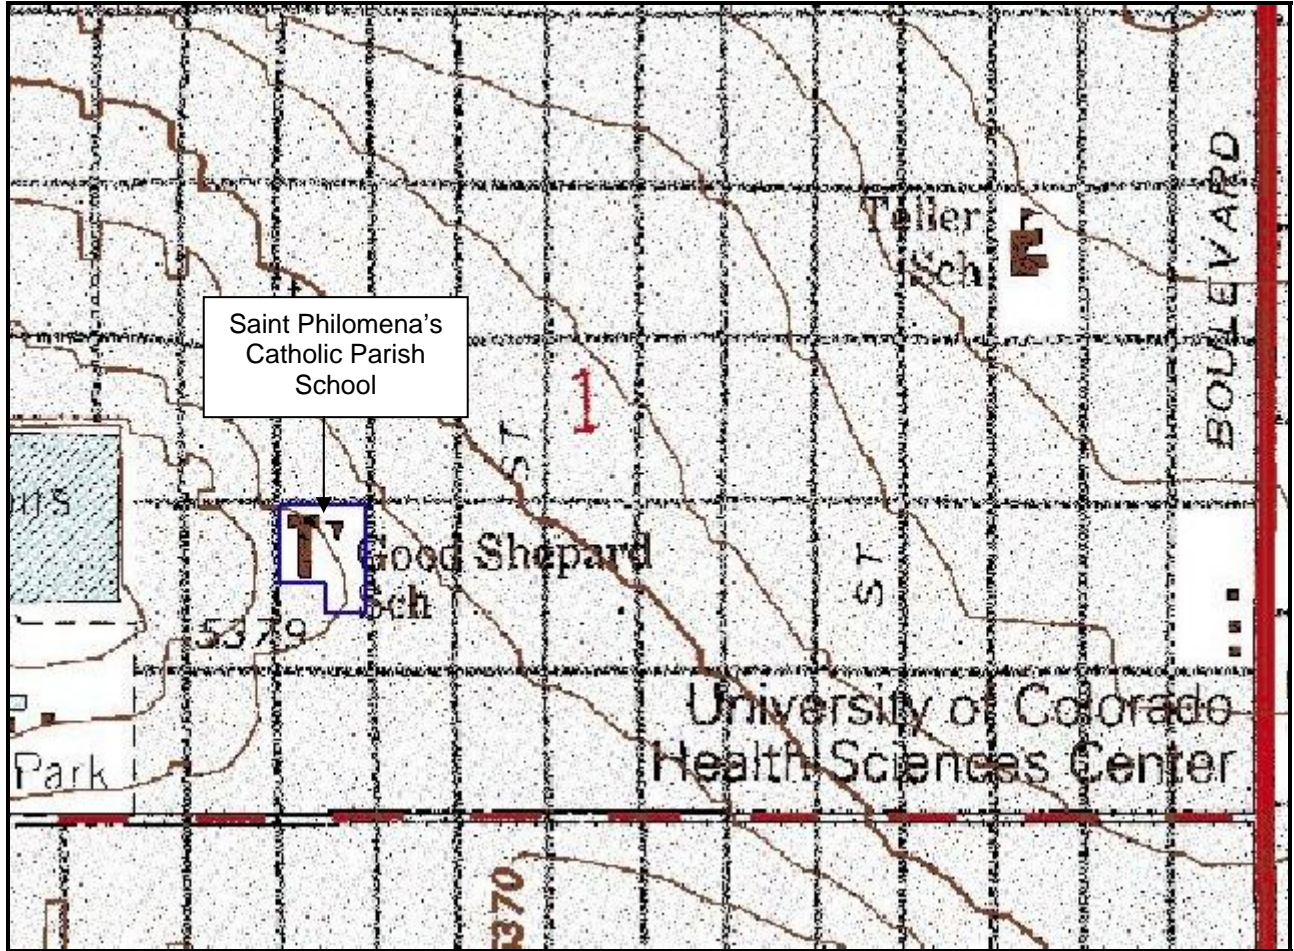 BOULEVARD
Teller
Sch
Saint Philomena's
Catholic Parish
School
1
ST
Good Shepard
Sch
ST
5379
University of Colorado
Health Sciences Center
Park
5370